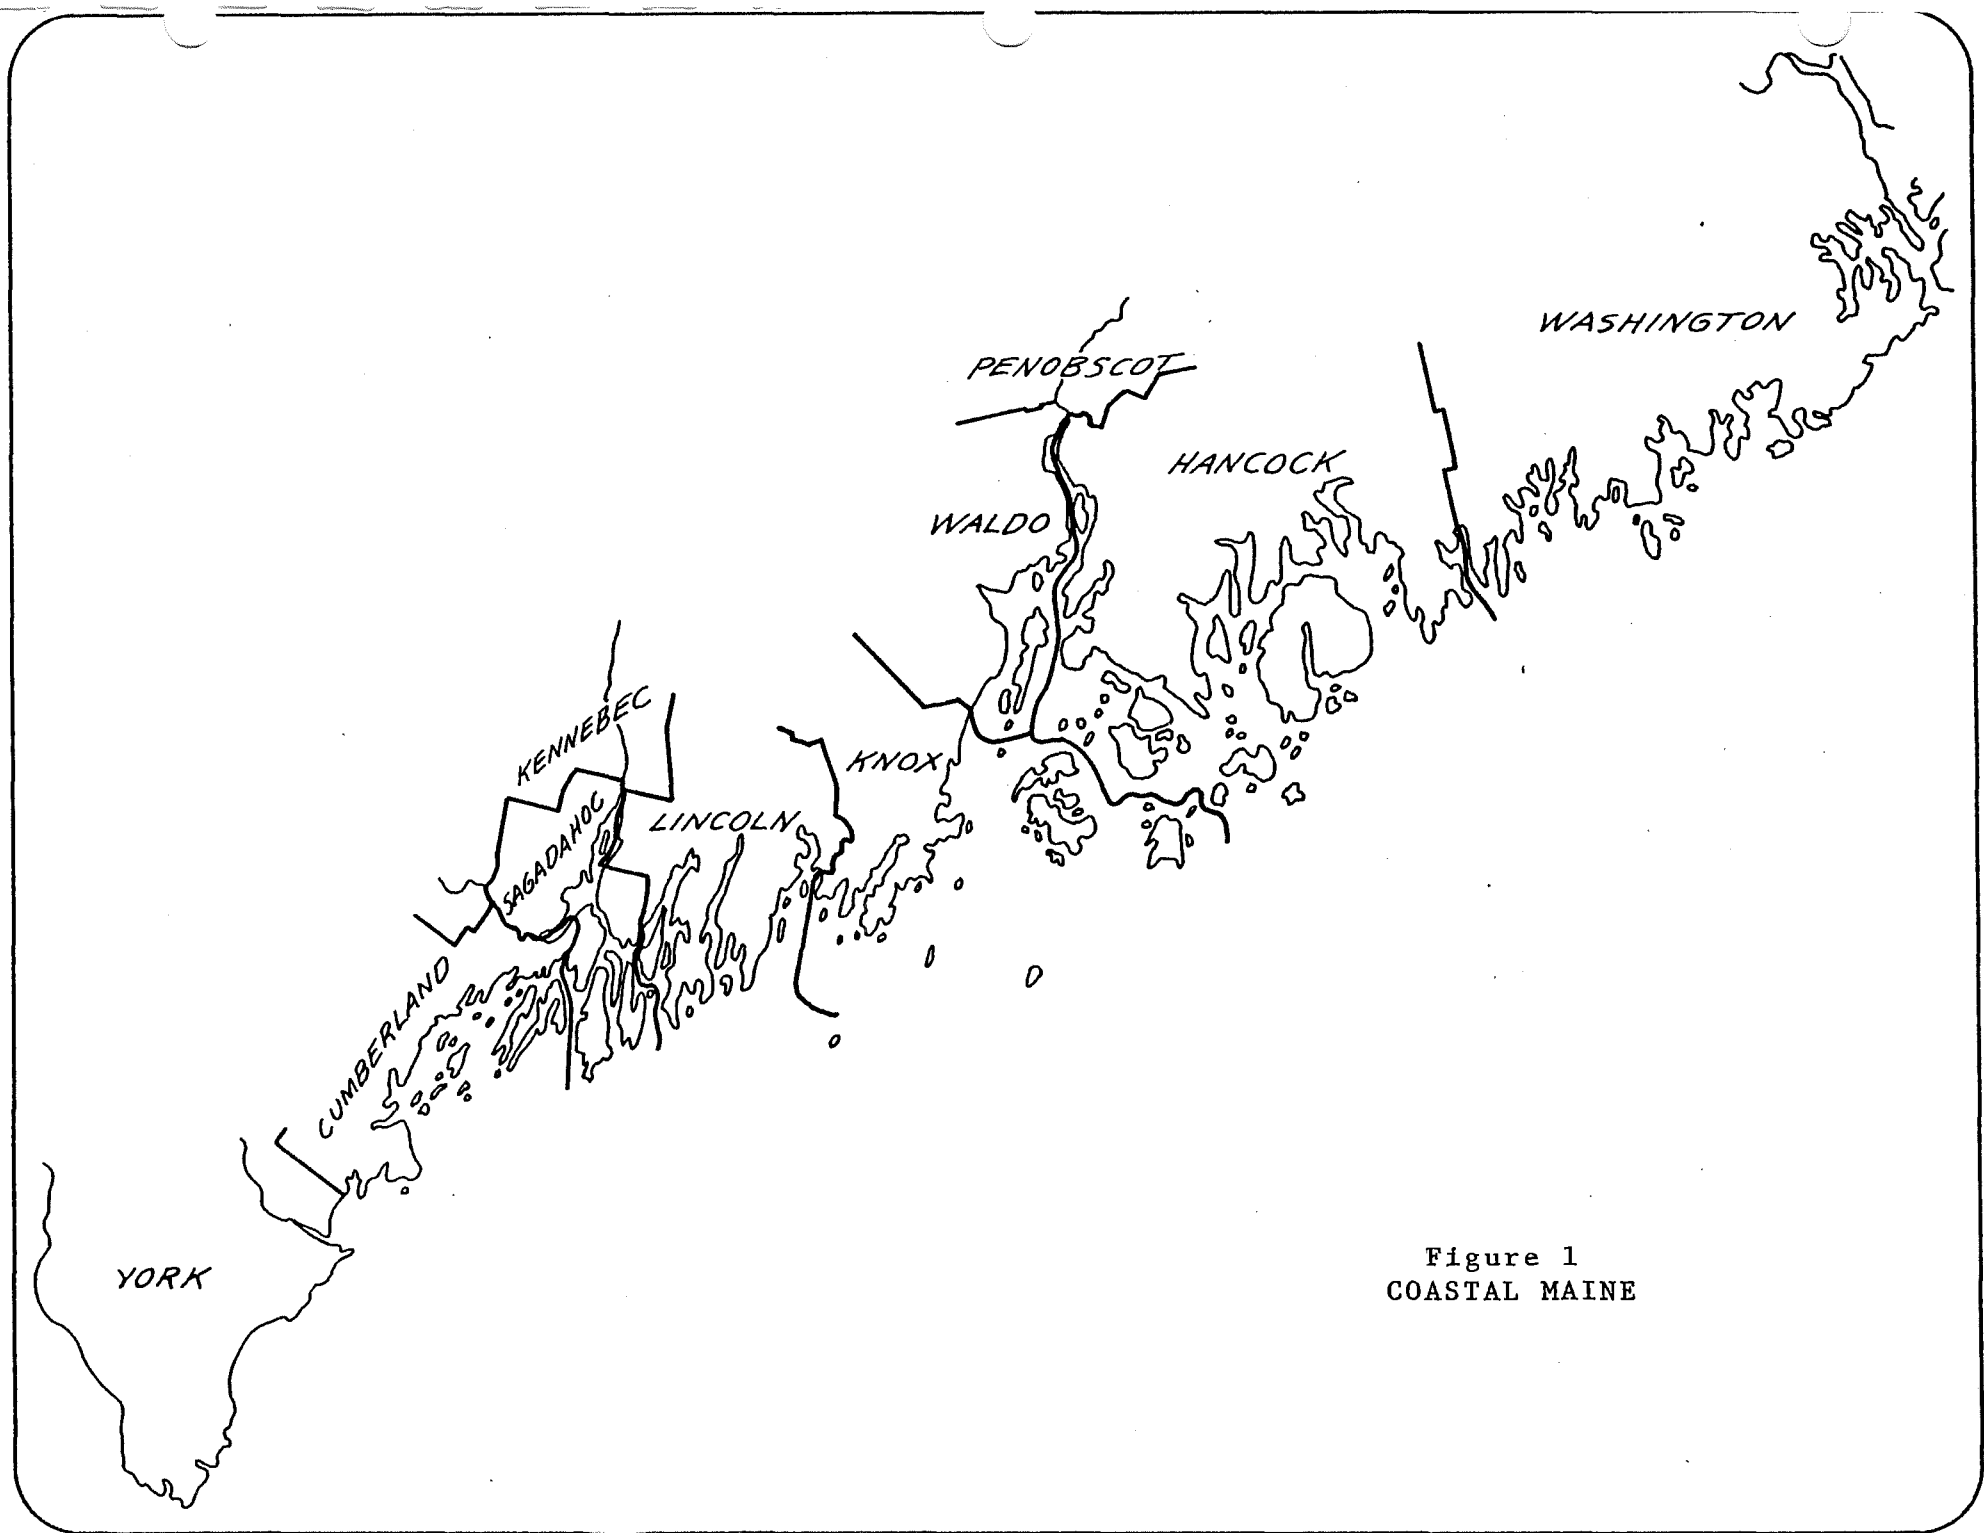 WASHINGTON
PENOBSCOT
HANCOCK
WALDO
KENNEBEC
KNOX
LINCOLN
SAGADAHOC
CUMBERLAND
YORK
Figure 1
COASTAL MAINE